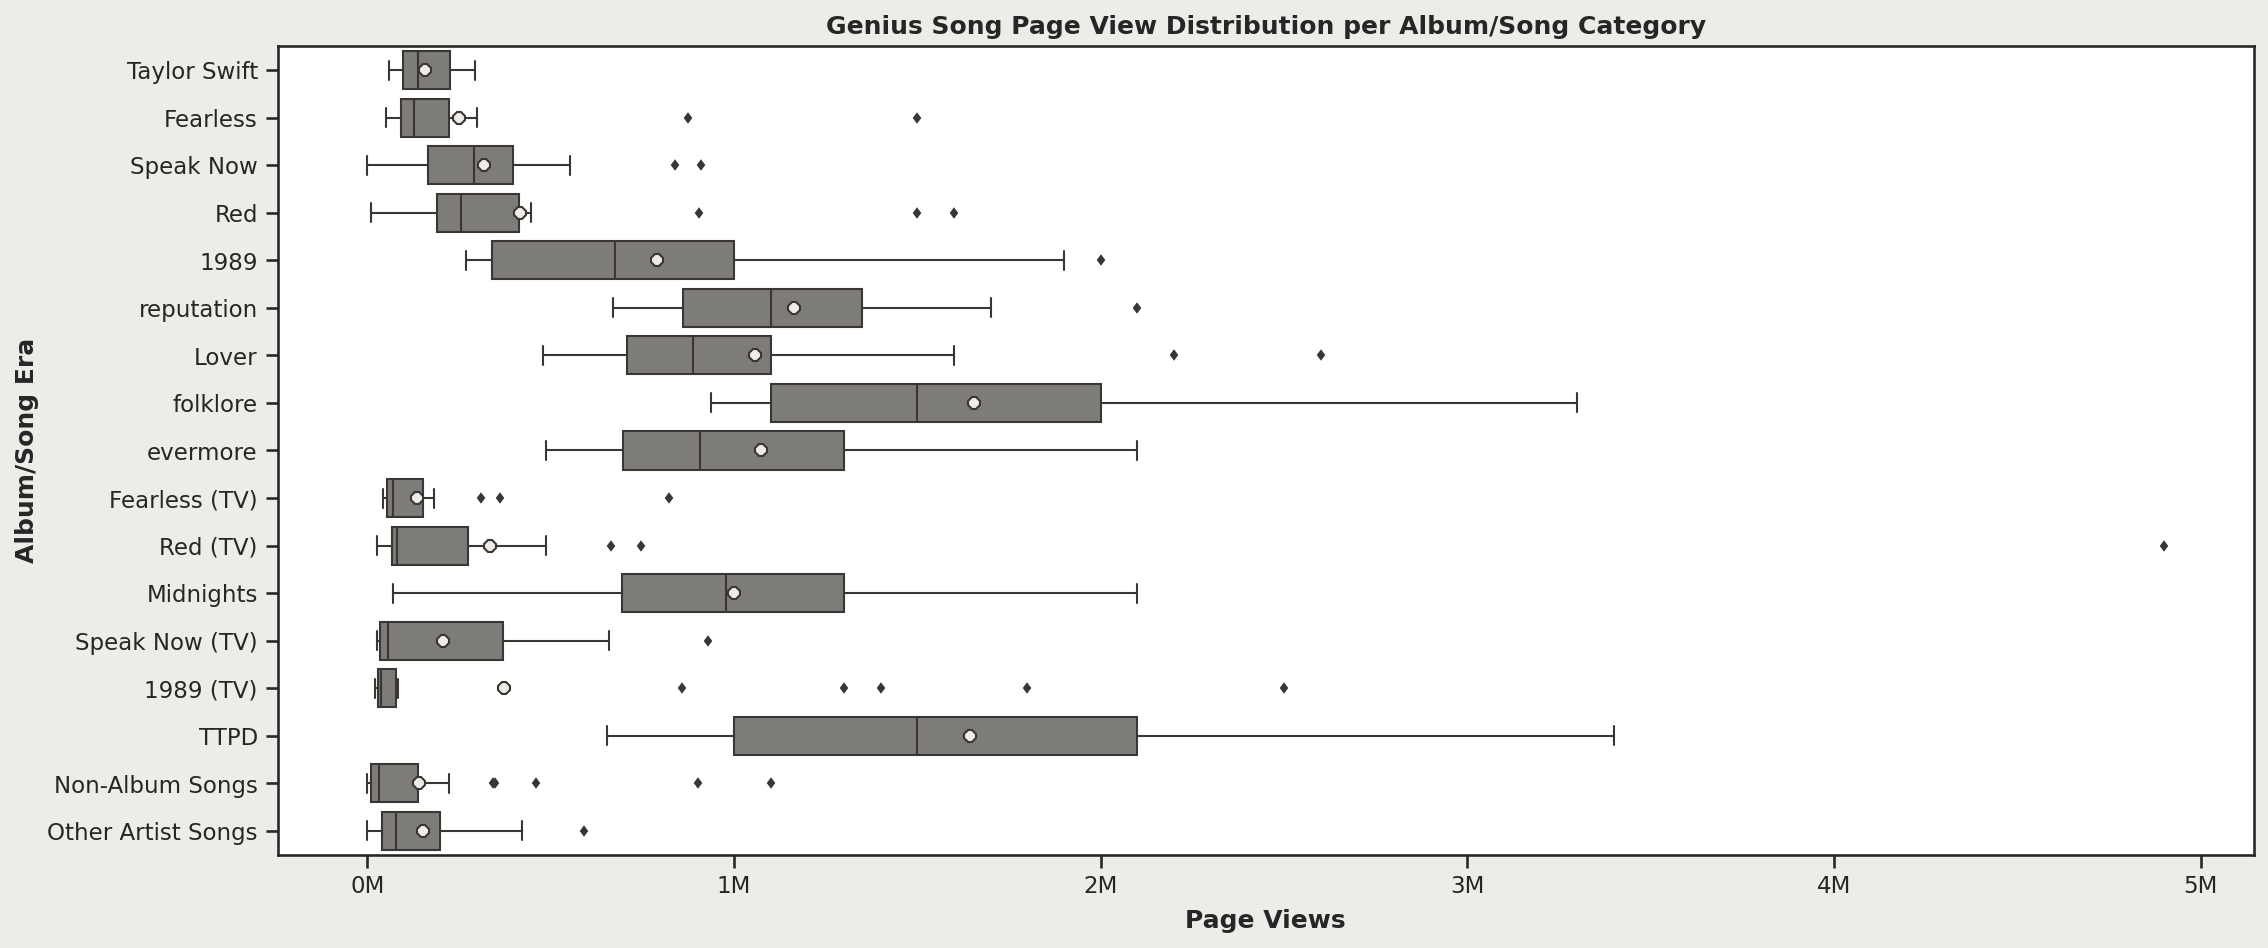 Genius Song Page View Distribution per Album/Song Category
Album/Song Era
Taylor Swift
Fearless
Speak Now
Red
1989
reputation
Lover
folklore
evermore
Fearless (TV)
Red (TV)
Midnights
Speak Now (TV)
1989 (TV)
TTPD
Non-Album Songs
Other Artist Songs
0M 1M 2M 3M 4M 5M
Page Views